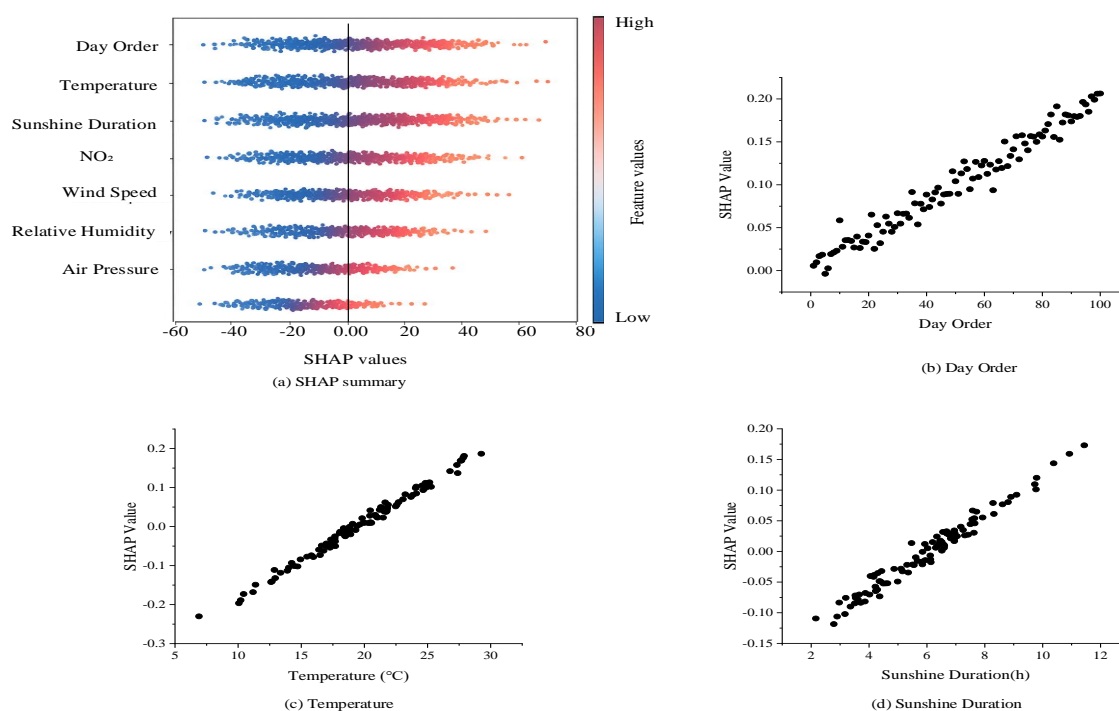 High
Day Order
Temperature
Sunshine Duration
NO₂
Wind Speed
Relative Humidity
Air Pressure
Feature values
Low
-60 -40 -20 0.00 20 40 60 80
SHAP values
(a) SHAP summary
0.20
0.15
0.10
0.05
0.00
SHAP Value
0 20 40 60 80 100
Day Order
(b) Day Order
0.2
0.1
0.0
-0.1
-0.2
-0.3
SHAP Value
5 10 15 20 25 30
Temperature (°C)
(c) Temperature
0.20
0.15
0.10
0.05
0.00
-0.05
-0.10
-0.15
SHAP Value
2 4 6 8 10 12
Sunshine Duration(h)
(d) Sunshine Duration